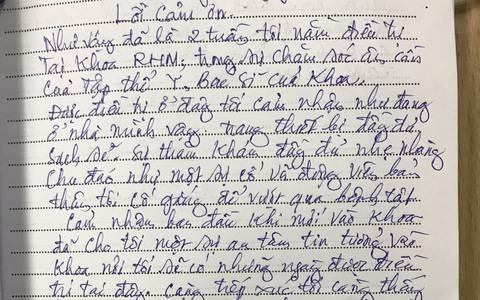 Lời cảm ơn.
Như vậy đã là 2 tuần tôi nằm điều trị
Tại Khoa RHM, trong sự chăm sóc ân cần
của Tập thể Y, Bác sĩ của Khoa.
Được điều trị ở đây tôi cảm nhận như đang
ở nhà mình vậy, trang thiết bị đầy đủ
sạch sẽ. Sự thăm khám đầy đủ nhẹ nhàng
chu đáo như một sự cổ vũ động viên bản
thân tôi cố gắng để vượt qua bệnh tật.
Cảm nhận ban đầu khi mới vào Khoa
đã cho tôi một sự an tâm tin tưởng vào
Khoa nơi tôi sẽ có những ngày được điều
trị tại đây. Càng tiếp xúc tôi càng thấy